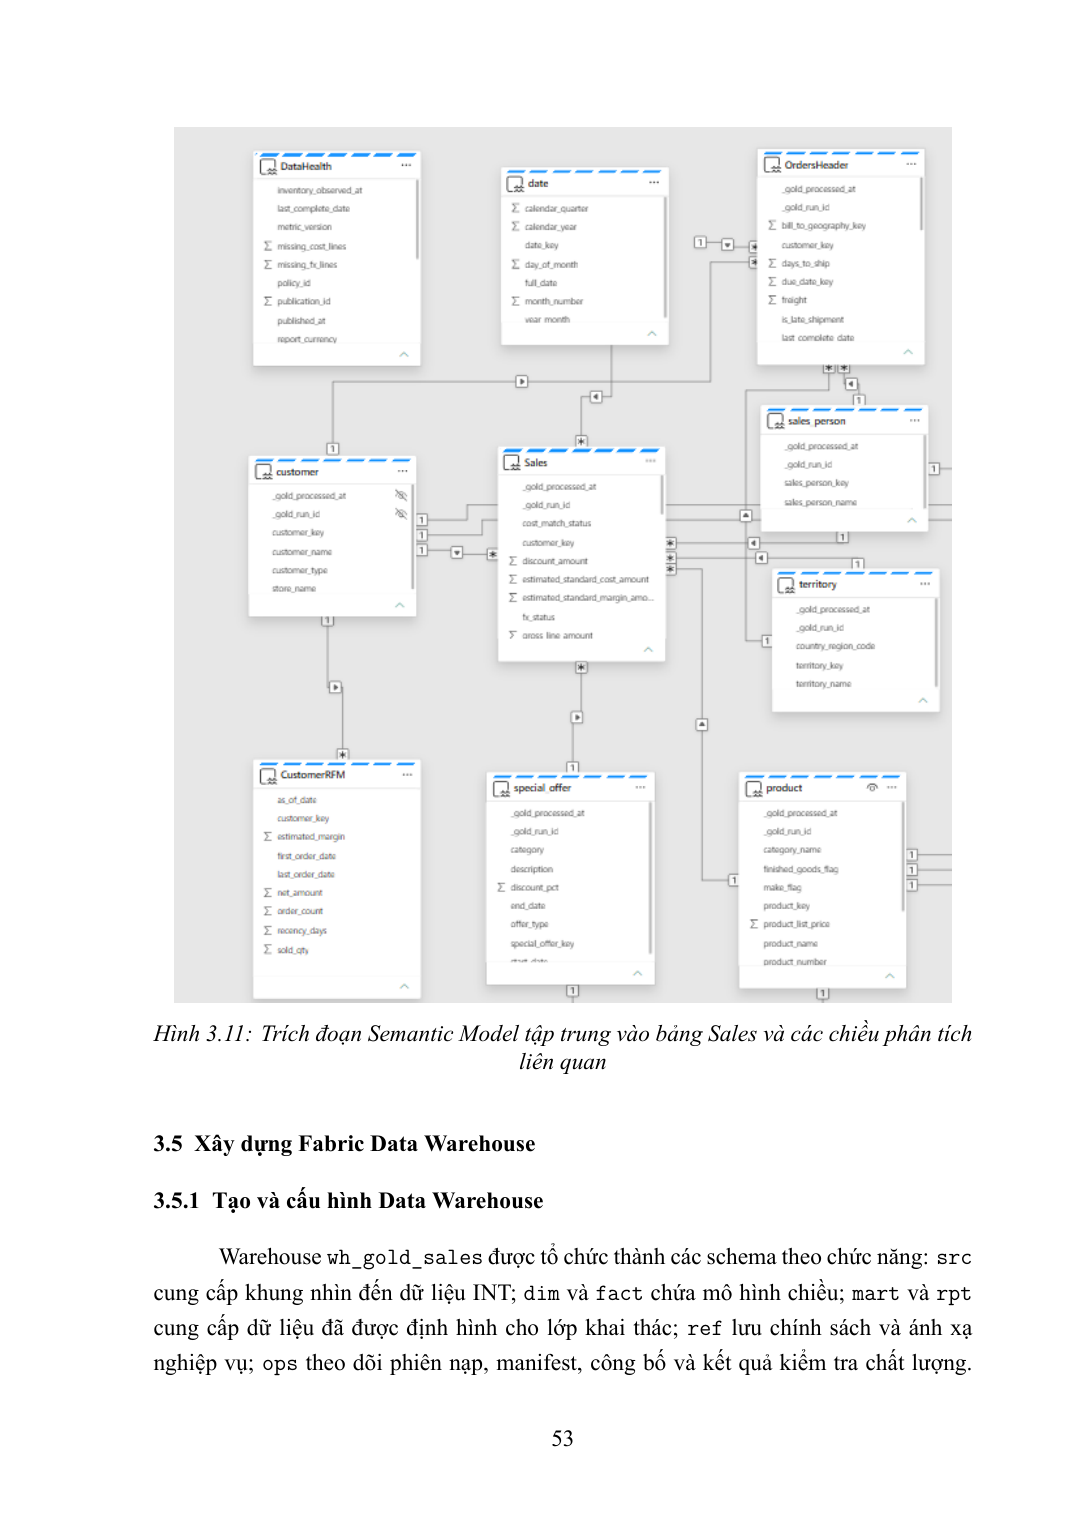 DataHealth
inventory_observed_at
last_complete_date
metric_version
missing_cost_lines
missing_fx_lines
policy_id
publication_id
published_at
report_currency
date
calendar_quarter
calendar_year
date_key
day_of_month
full_date
month_number
year_month
OrdersHeader
_gold_processed_at
_gold_run_id
bill_to_geography_key
customer_key
days_to_ship
due_date_key
freight
is_late_shipment
last_complete_date
sales_person
_gold_processed_at
_gold_run_id
sales_person_key
sales_person_name
customer
_gold_processed_at
_gold_run_id
customer_key
customer_name
customer_type
store_name
Sales
_gold_processed_at
_gold_run_id
cost_match_status
customer_key
discount_amount
estimated_standard_cost_amount
estimated_standard_margin_amo...
fx_status
gross_line_amount
territory
_gold_processed_at
_gold_run_id
country_region_code
territory_key
territory_name
CustomerRFM
as_of_date
customer_key
estimated_margin
first_order_date
last_order_date
net_amount
order_count
recency_days
sold_qty
special_offer
_gold_processed_at
_gold_run_id
category
description
discount_pct
end_date
offer_type
special_offer_key
start_date
product
_gold_processed_at
_gold_run_id
category_name
finished_goods_flag
make_flag
product_key
product_list_price
product_name
product_number
Hình 3.11: Trích đoạn Semantic Model tập trung vào bảng Sales và các chiều phân tích
liên quan
3.5 Xây dựng Fabric Data Warehouse
3.5.1 Tạo và cấu hình Data Warehouse
Warehouse wh_gold_sales được tổ chức thành các schema theo chức năng: src
cung cấp khung nhìn đến dữ liệu INT; dim và fact chứa mô hình chiều; mart và rpt
cung cấp dữ liệu đã được định hình cho lớp khai thác; ref lưu chính sách và ánh xạ
nghiệp vụ; ops theo dõi phiên nạp, manifest, công bố và kết quả kiểm tra chất lượng.
53